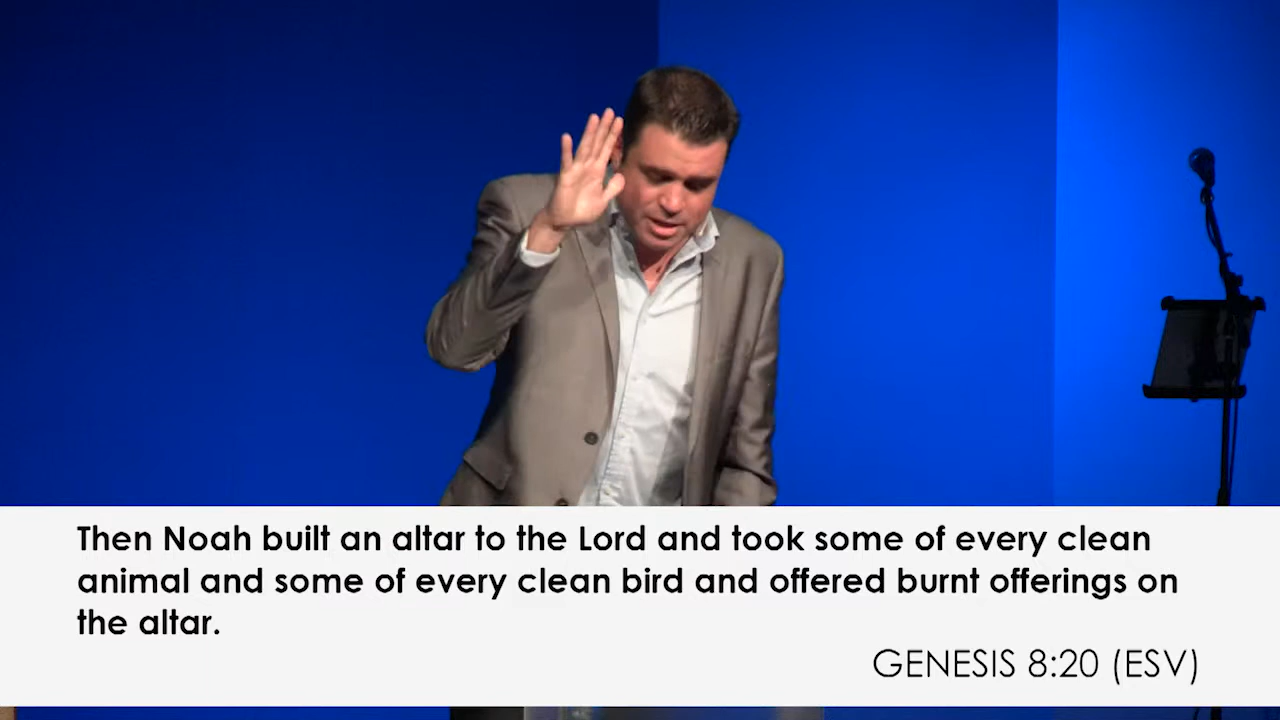 Then Noah built an altar to the Lord and took some of every clean
animal and some of every clean bird and offered burnt offerings on
the altar.
GENESIS 8:20 (ESV)